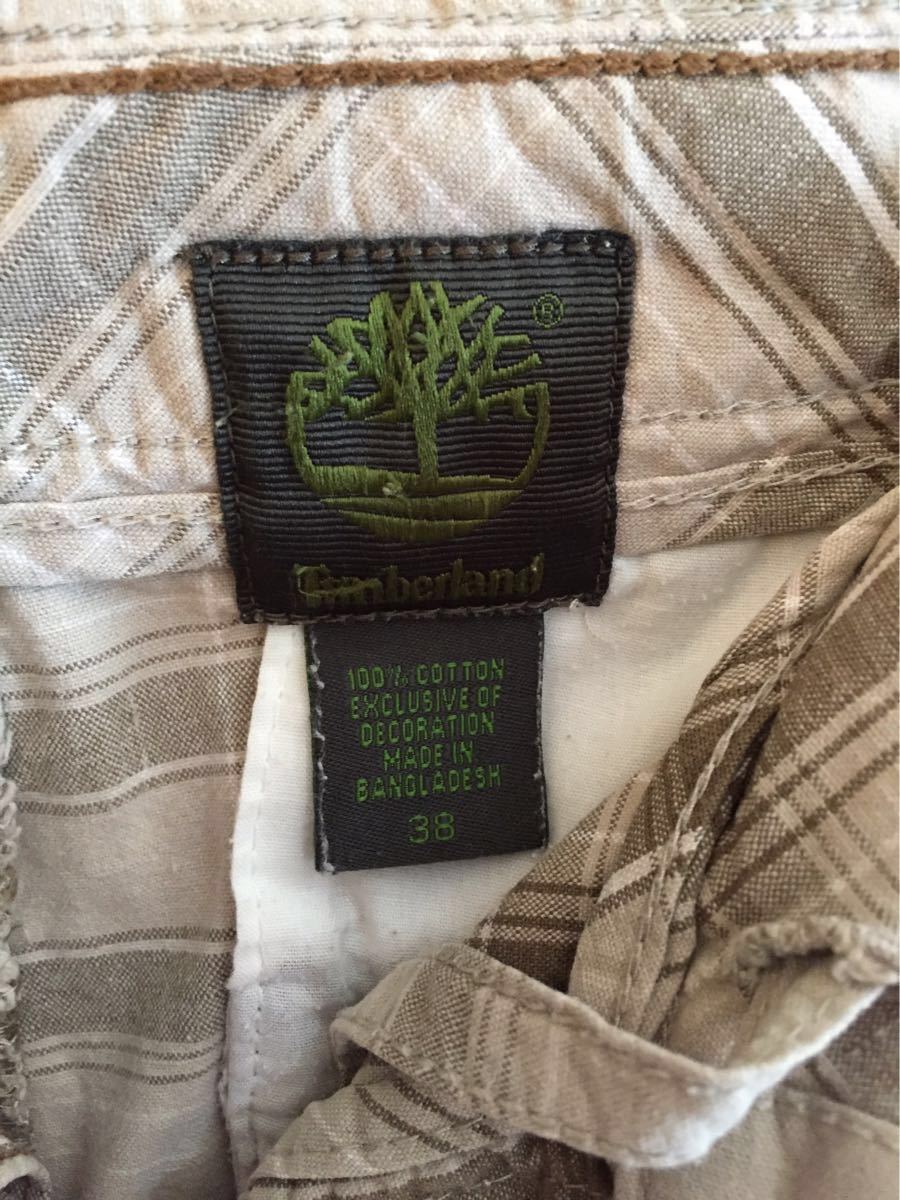 ®
Timberland
100% COTTON
EXCLUSIVE OF
DECORATION
MADE IN
BANGLADESH
38